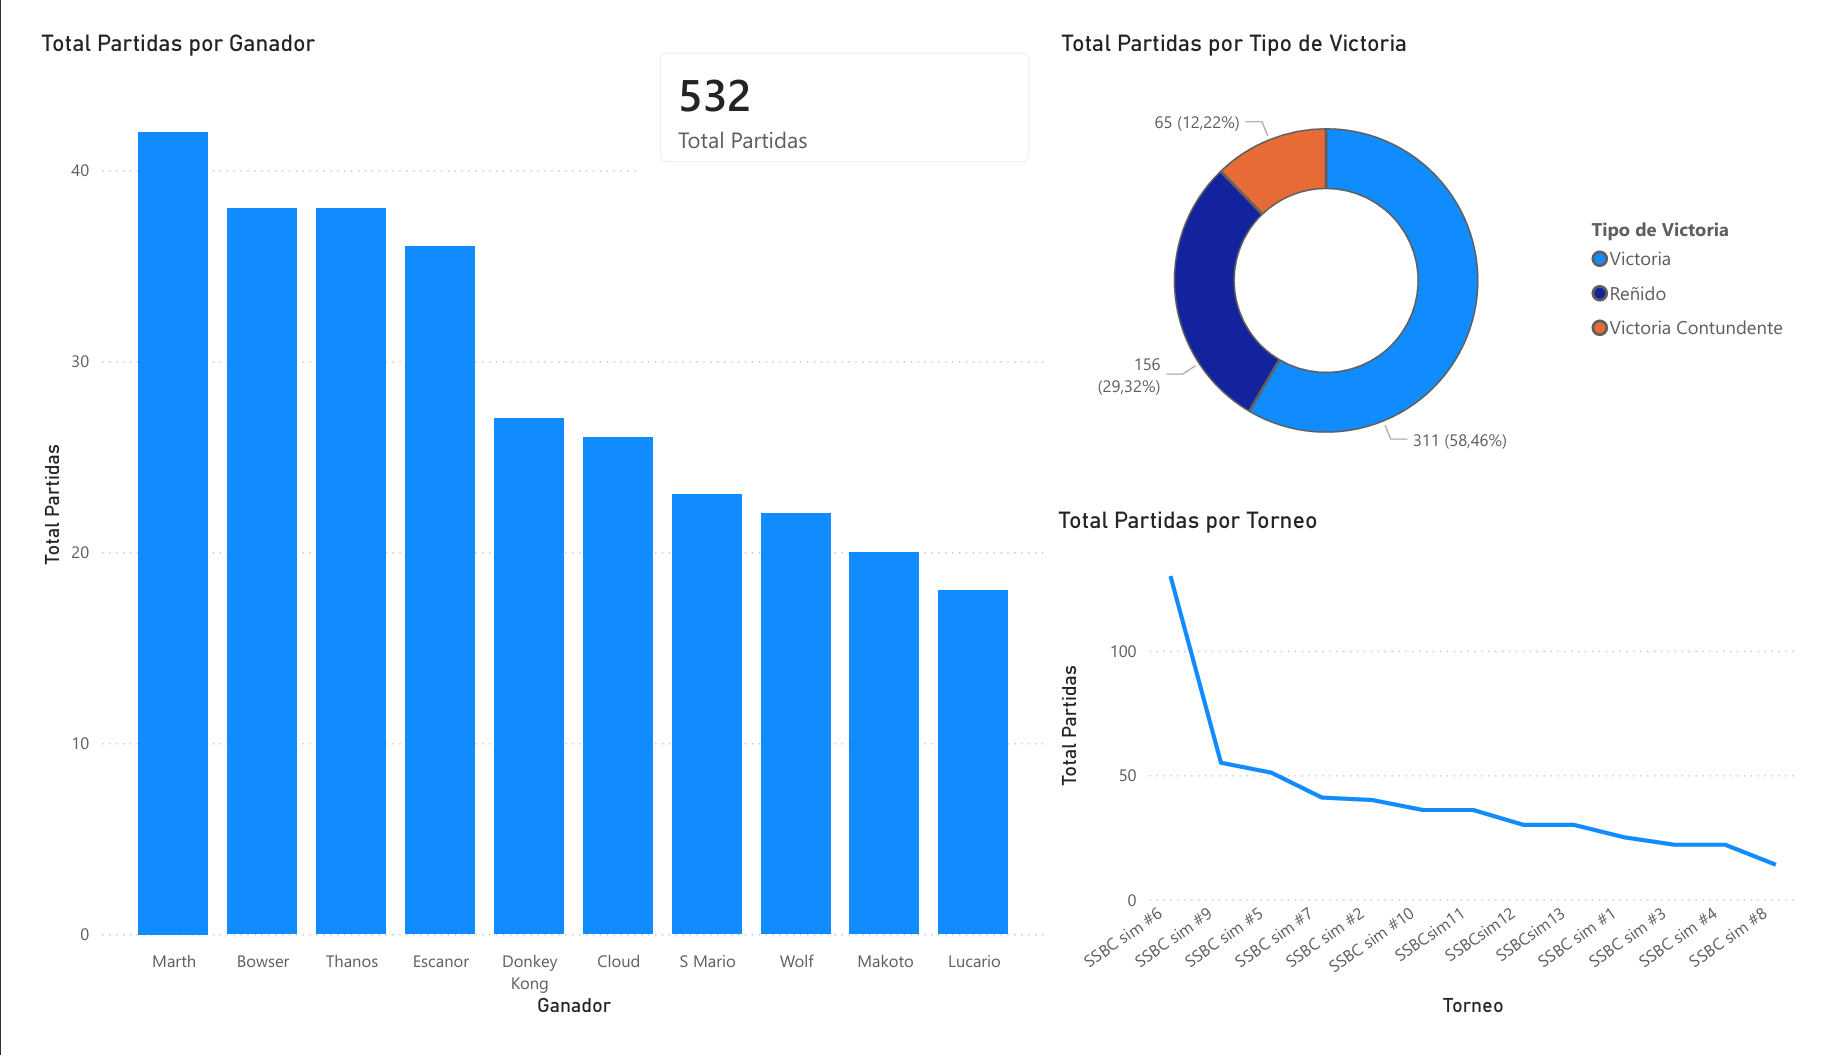 Total Partidas por Ganador
532
Total Partidas
Total Partidas
40
30
20
10
0
Marth
Bowser
Thanos
Escanor
Donkey
Kong
Cloud
S Mario
Wolf
Makoto
Lucario
Ganador
Total Partidas por Tipo de Victoria
65 (12,22%)
156
(29,32%)
311 (58,46%)
Tipo de Victoria
Victoria
Reñido
Victoria Contundente
Total Partidas por Torneo
Total Partidas
100
50
0
SSBC sim #6
SSBC sim #9
SSBC sim #5
SSBC sim #7
SSBC sim #2
SSBC sim #10
SSBCsim11
SSBCsim12
SSBCsim13
SSBC sim #1
SSBC sim #3
SSBC sim #4
SSBC sim #8
Torneo